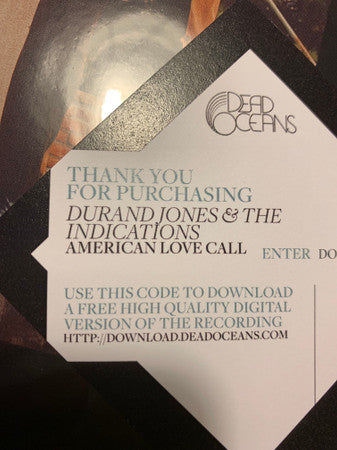 DEAD
OCEANS
THANK YOU
FOR PURCHASING
DURAND JONES & THE
INDICATIONS
AMERICAN LOVE CALL
ENTER DO
USE THIS CODE TO DOWNLOAD
A FREE HIGH QUALITY DIGITAL
VERSION OF THE RECORDING
HTTP://DOWNLOAD.DEADOCEANS.COM